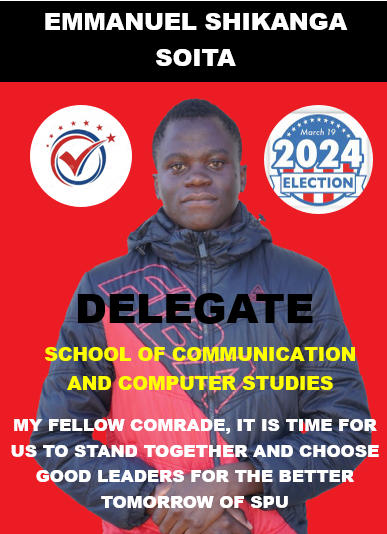 EMMANUEL SHIKANGA
SOITA
March 19
2024
ELECTION
DELEGATE
SCHOOL OF COMMUNICATION
AND COMPUTER STUDIES
MY FELLOW COMRADE, IT IS TIME FOR
US TO STAND TOGETHER AND CHOOSE
GOOD LEADERS FOR THE BETTER
TOMORROW OF SPU